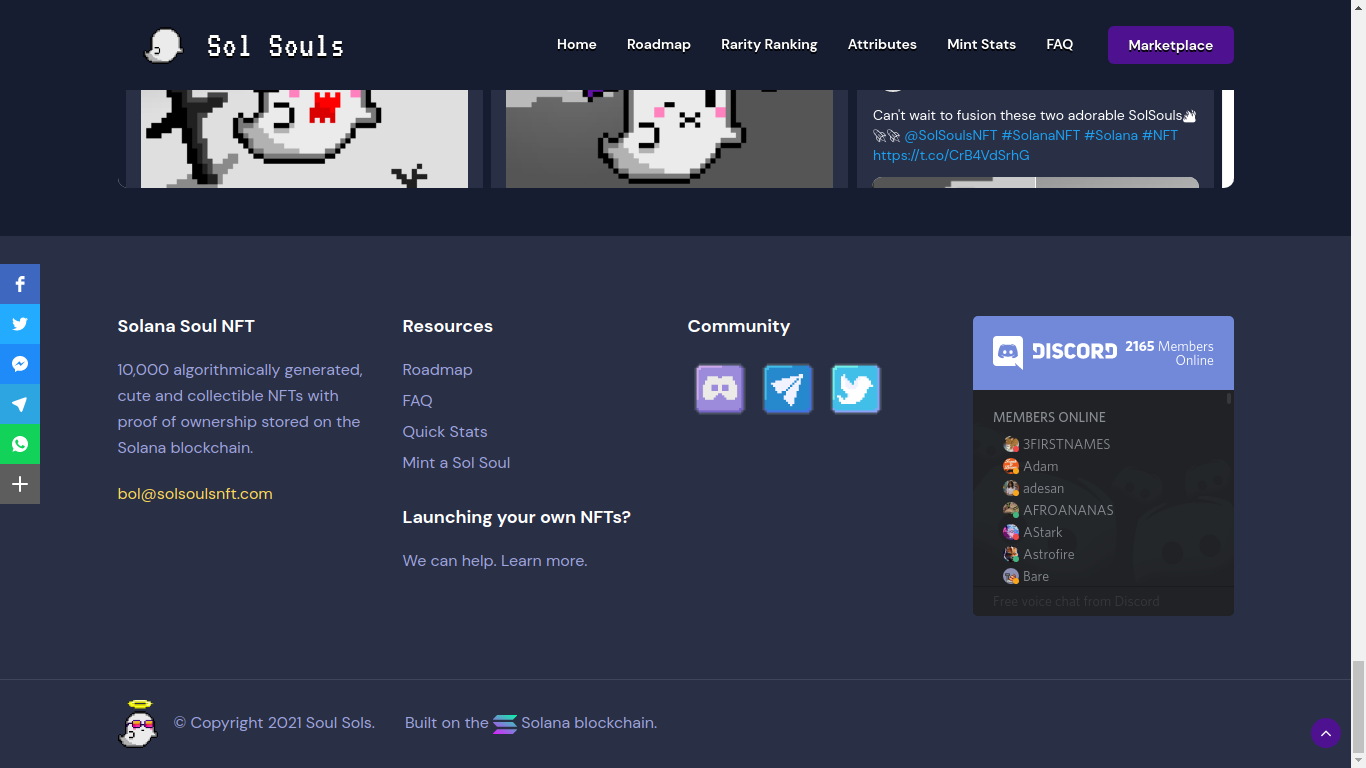 Sol Souls
Home Roadmap Rarity Ranking Attributes Mint Stats FAQ Marketplace
Can't wait to fusion these two adorable SolSouls👻
🚀🚀 @SolSoulsNFT #SolanaNFT #Solana #NFT
https://t.co/CrB4VdSrhG
Solana Soul NFT
10,000 algorithmically generated,
cute and collectible NFTs with
proof of ownership stored on the
Solana blockchain.
bol@solsoulsnft.com
Resources
Roadmap
FAQ
Quick Stats
Mint a Sol Soul
Launching your own NFTs?
We can help. Learn more.
Community
DISCORD 2165 Members
Online
MEMBERS ONLINE
3FIRSTNAMES
Adam
adesan
AFROANANAS
AStark
Astrofire
Bare
Free voice chat from Discord
© Copyright 2021 Soul Sols. Built on the Solana blockchain.